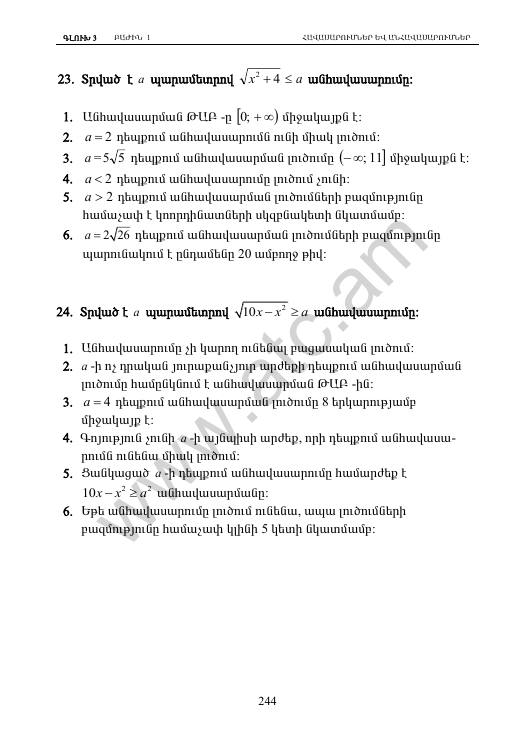 ԳԼՈՒԽ 3 ԲԱԺԻՆ 1 ՀԱՎԱՍԱՐՈՒՄՆԵՐ ԵՎ ԱՆՀԱՎԱՍԱՐՈՒՄՆԵՐ
23. Տրված է a պարամետրով √(x² + 4) ≤ a անհավասարումը:
1. Անհավասարման ԹԱԲ -ը [0; + ∞) միջակայքն է:
2. a = 2 դեպքում անհավասարումն ունի միակ լուծում:
3. a = 5√5 դեպքում անհավասարման լուծումը (− ∞; 11] միջակայքն է:
4. a < 2 դեպքում անհավասարումը լուծում չունի:
5. a > 2 դեպքում անհավասարման լուծումների բազմությունը
համաչափ է կոորդինատների սկզբնակետի նկատմամբ:
6. a = 2√26 դեպքում անհավասարման լուծումների բազմությունը
պարունակում է ընդամենը 20 ամբողջ թիվ:
24. Տրված է a պարամետրով √(10x − x²) ≥ a անհավասարումը:
1. Անհավասարումը չի կարող ունենալ բացասական լուծում:
2. a -ի ոչ դրական յուրաքանչյուր արժեքի դեպքում անհավասարման
լուծումը համընկնում է անհավասարման ԹԱԲ -ին:
3. a = 4 դեպքում անհավասարման լուծումը 8 երկարությամբ
միջակայք է:
4. Գոյություն չունի a -ի այնպիսի արժեք, որի դեպքում անհավասա-
րումն ունենա միակ լուծում:
5. Ցանկացած a -ի դեպքում անհավասարումը համարժեք է
10x − x² ≥ a² անհավասարմանը:
6. Եթե անհավասարումը լուծում ունենա, ապա լուծումների
բազմությունը համաչափ կլինի 5 կետի նկատմամբ:
www.atc.am
244